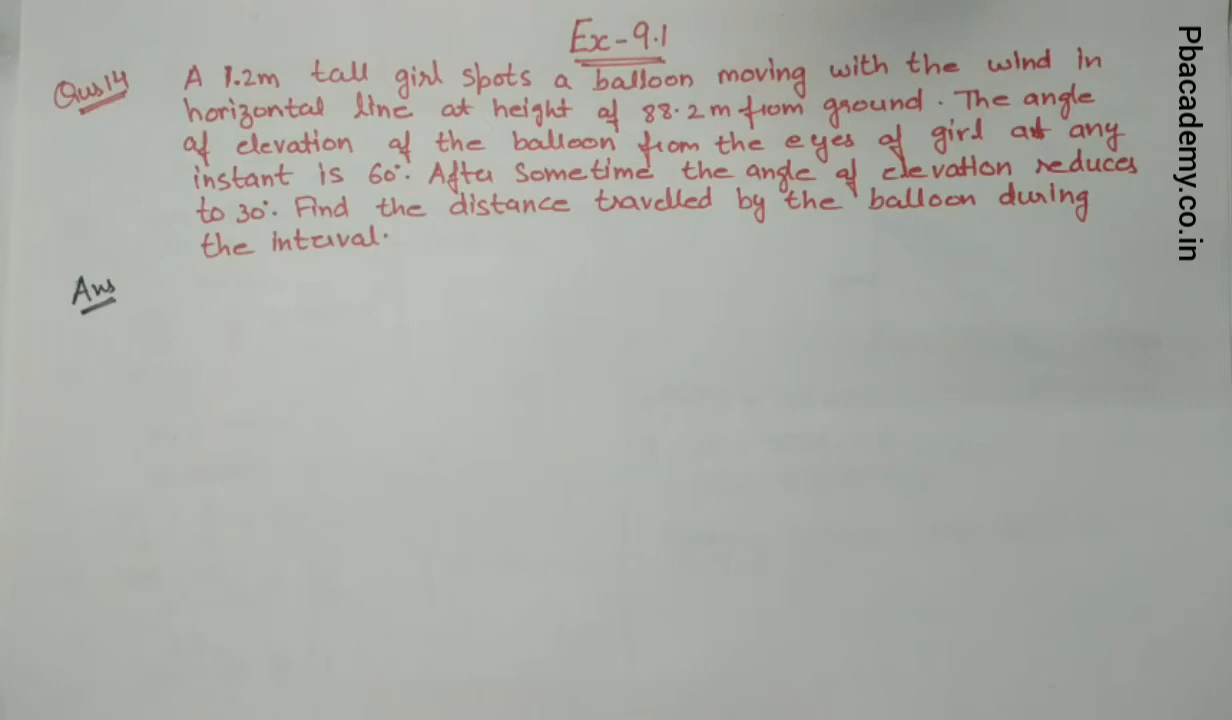 Ex-9.1
Qus14 A 1.2m tall girl spots a balloon moving with the wind in
horizontal line at height of 88.2m from ground. The angle
of elevation of the balloon from the eyes of girl at any
instant is 60°. After Sometime the angle of elevation reduces
to 30°. Find the distance travelled by the balloon during
the interval.
Ans
Pbacademy.co.in